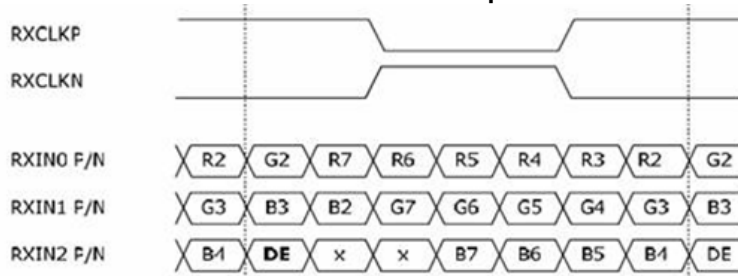 RXCLKP
RXCLKN
RXIN0 P/N R2 G2 R7 R6 R5 R4 R3 R2 G2
RXIN1 P/N G3 B3 B2 G7 G6 G5 G4 G3 B3
RXIN2 P/N B4 DE x x B7 B6 B5 B4 DE